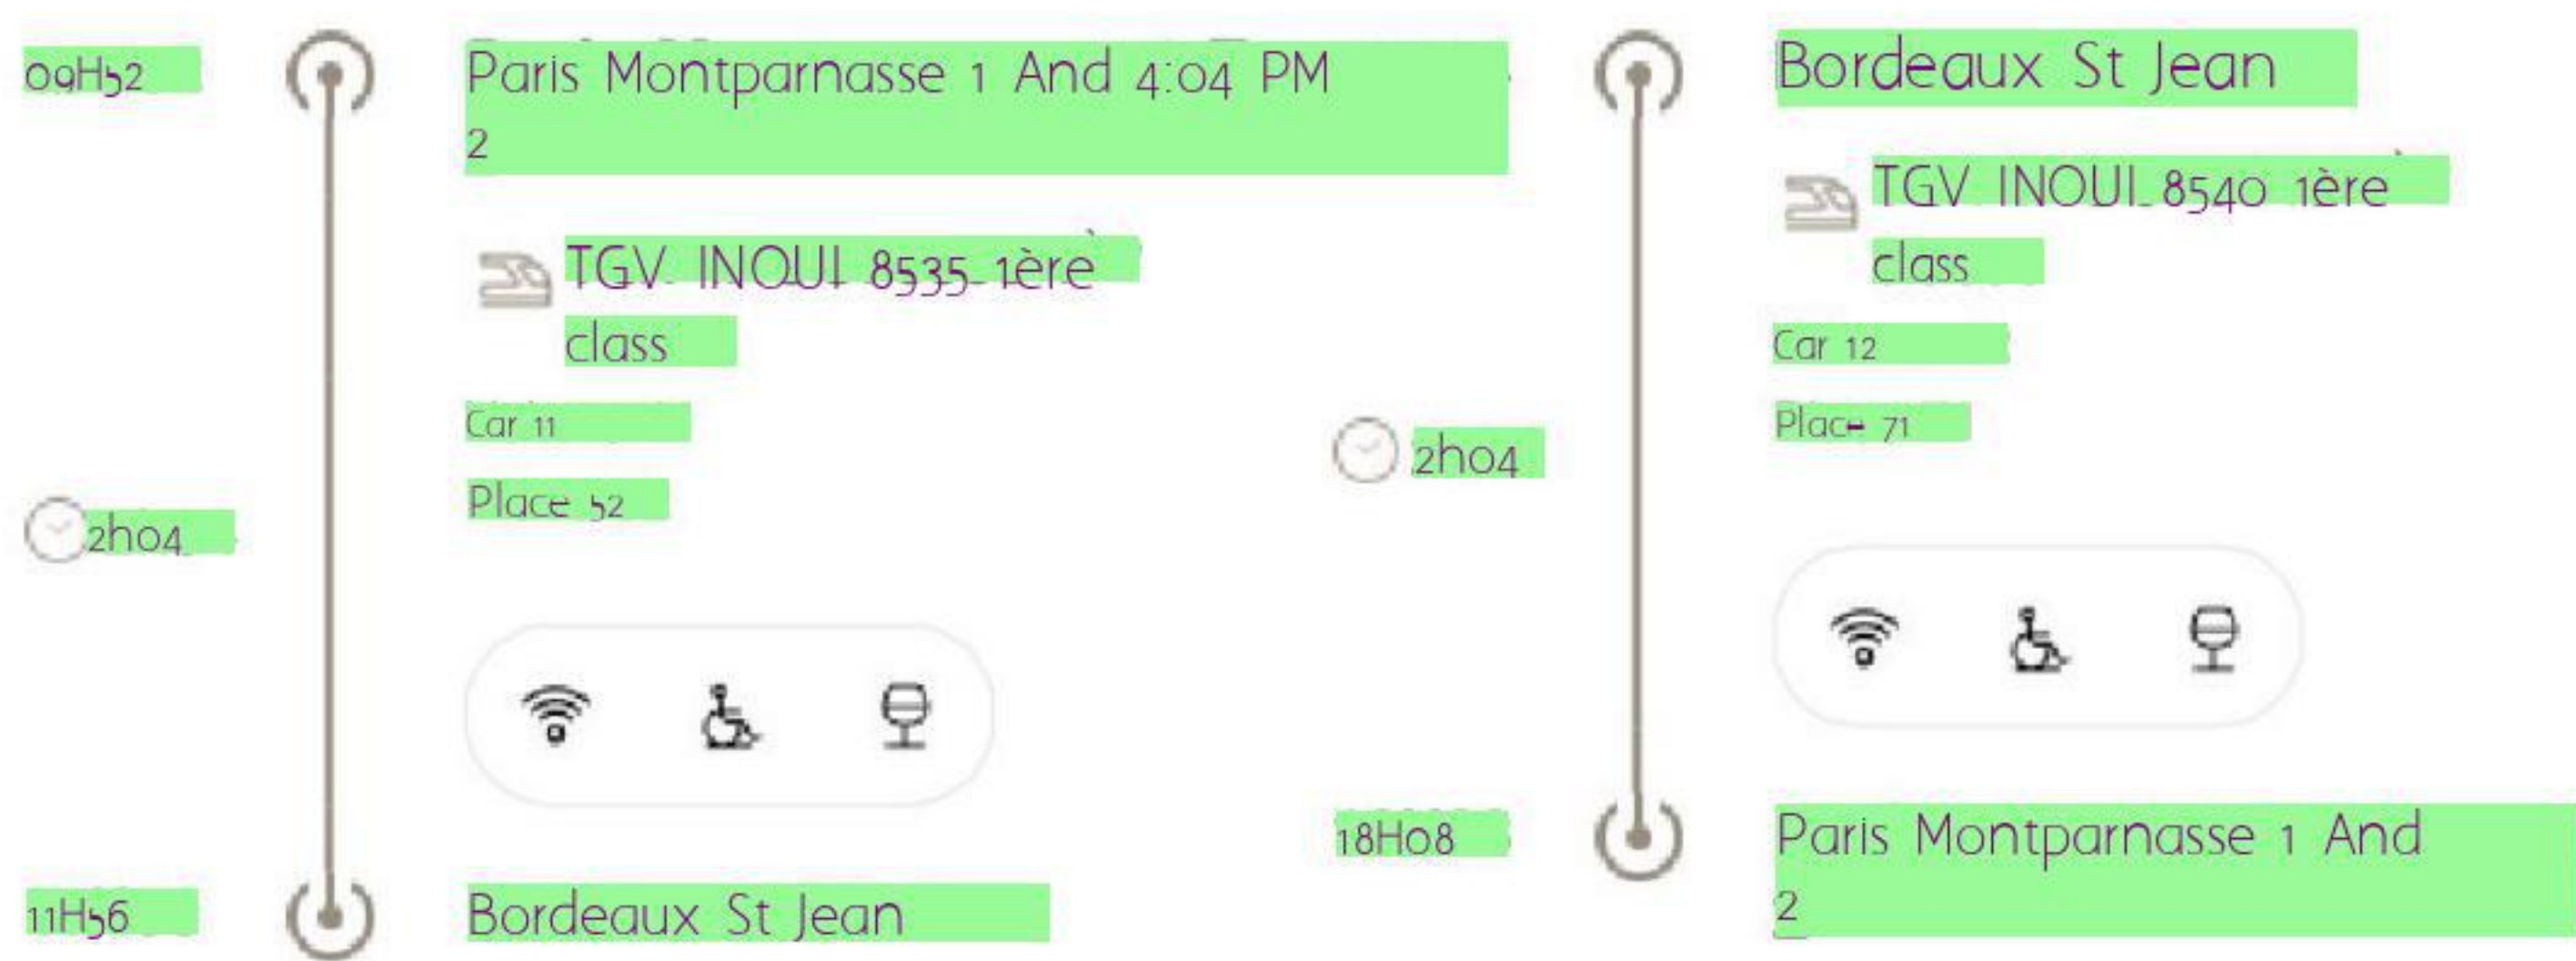 09H52
Paris Montparnasse 1 And 4:04 PM
2
TGV INOUI 8535 1ère
class
Car 11
Place 52
2h04
11H56
Bordeaux St Jean
Bordeaux St Jean
TGV INOUI 8540 1ère
class
Car 12
Place 71
2h04
18H08
Paris Montparnasse 1 And
2